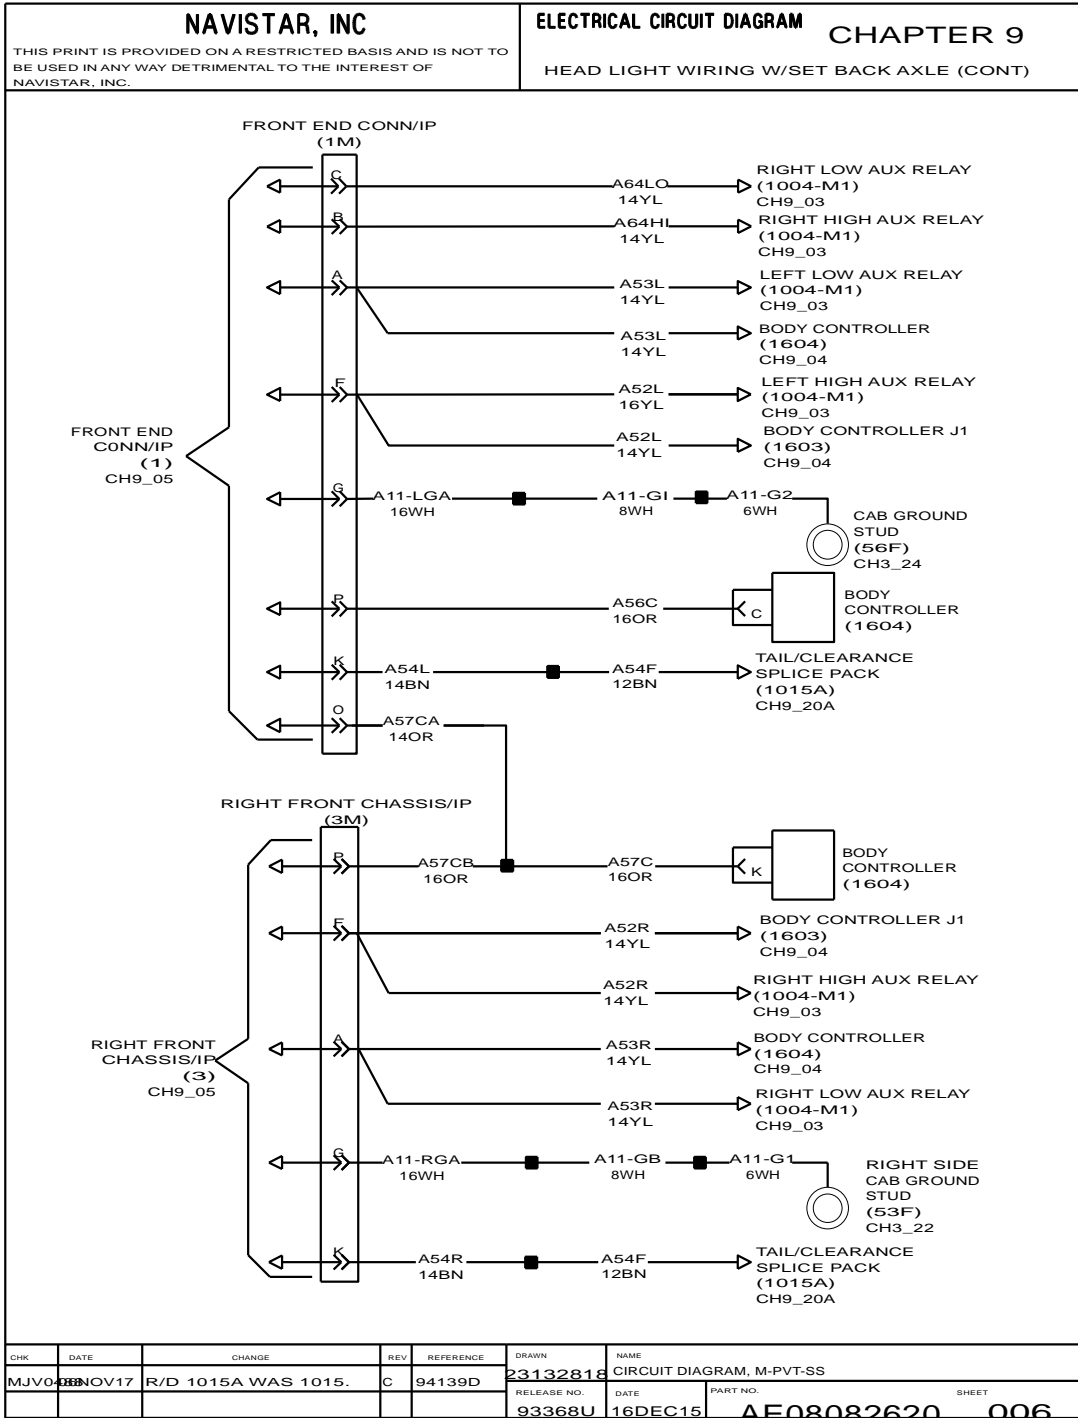 NAVISTAR, INC
THIS PRINT IS PROVIDED ON A RESTRICTED BASIS AND IS NOT TO
BE USED IN ANY WAY DETRIMENTAL TO THE INTEREST OF
NAVISTAR, INC.
ELECTRICAL CIRCUIT DIAGRAM
CHAPTER 9
HEAD LIGHT WIRING W/SET BACK AXLE (CONT)
FRONT END CONN/IP
(1M)
C
A64LO
14YL
RIGHT LOW AUX RELAY
(1004-M1)
CH9_03
B
A64HI
14YL
RIGHT HIGH AUX RELAY
(1004-M1)
CH9_03
A
A53L
14YL
LEFT LOW AUX RELAY
(1004-M1)
CH9_03
A53L
14YL
BODY CONTROLLER
(1604)
CH9_04
F
A52L
16YL
LEFT HIGH AUX RELAY
(1004-M1)
CH9_03
A52L
14YL
BODY CONTROLLER J1
(1603)
CH9_04
FRONT END
CONN/IP
(1)
CH9_05
G
A11-LGA
16WH
A11-GI
8WH
A11-G2
6WH
CAB GROUND
STUD
(56F)
CH3_24
P
A56C
16OR
C
BODY
CONTROLLER
(1604)
K
A54L
14BN
A54F
12BN
TAIL/CLEARANCE
SPLICE PACK
(1015A)
CH9_20A
O
A57CA
14OR
RIGHT FRONT CHASSIS/IP
(3M)
P
A57CB
16OR
A57C
16OR
K
BODY
CONTROLLER
(1604)
F
A52R
14YL
BODY CONTROLLER J1
(1603)
CH9_04
A52R
14YL
RIGHT HIGH AUX RELAY
(1004-M1)
CH9_03
RIGHT FRONT
CHASSIS/IP
(3)
CH9_05
A
A53R
14YL
BODY CONTROLLER
(1604)
CH9_04
A53R
14YL
RIGHT LOW AUX RELAY
(1004-M1)
CH9_03
G
A11-RGA
16WH
A11-GB
8WH
A11-G1
6WH
RIGHT SIDE
CAB GROUND
STUD
(53F)
CH3_22
K
A54R
14BN
A54F
12BN
TAIL/CLEARANCE
SPLICE PACK
(1015A)
CH9_20A
CHK DATE CHANGE REV REFERENCE
R/D 1015A WAS 1015. C 94139D
DRAWN
23132818
NAME
CIRCUIT DIAGRAM, M-PVT-SS
RELEASE NO.
93368U
DATE
16DEC15
PART NO.
AE08082620
SHEET
006